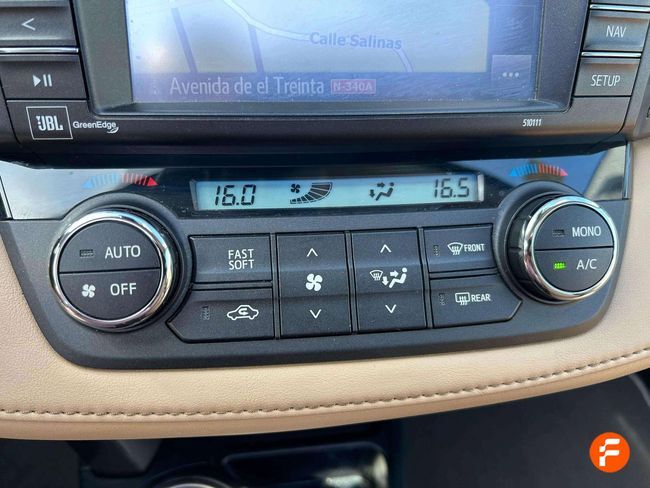 Calle Salinas
Avenida de el Treinta N-340A
...
NAV
SETUP
JBL GreenEdge
510111
16.0
16.5
AUTO
OFF
FAST
SOFT
FRONT
REAR
MONO
A/C